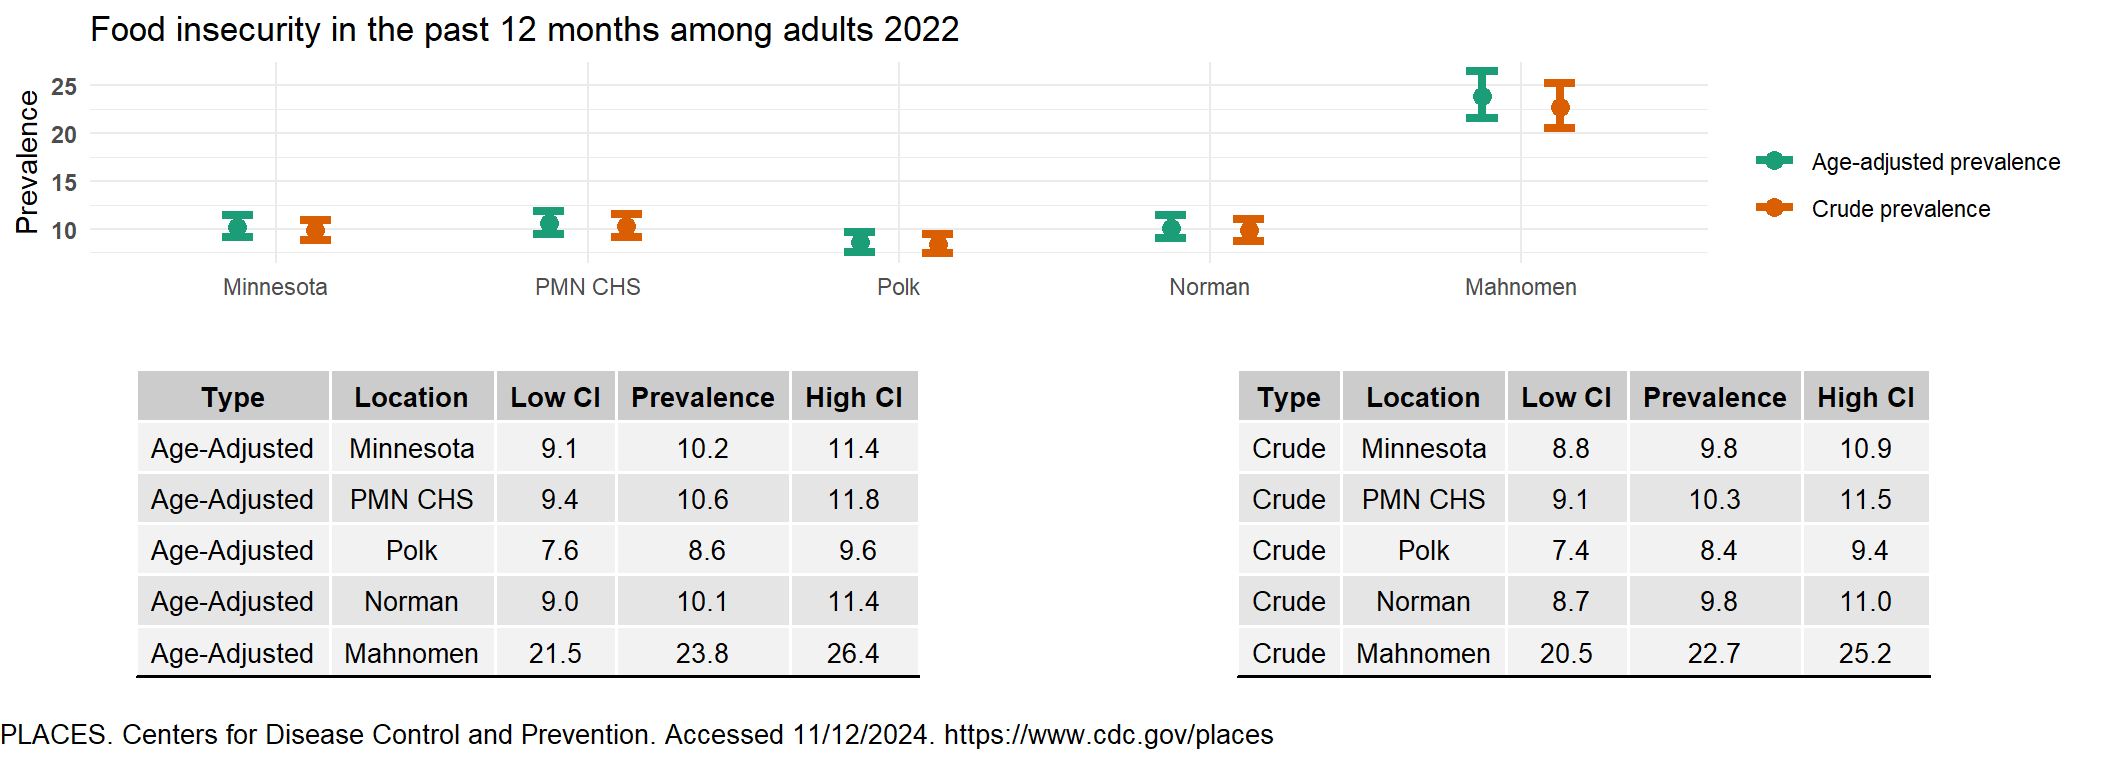 Food insecurity in the past 12 months among adults 2022
Prevalence
25
20
15
10
Minnesota PMN CHS Polk Norman Mahnomen
Age-adjusted prevalence
Crude prevalence
Type Location Low CI Prevalence High CI
Age-Adjusted Minnesota 9.1 10.2 11.4
Age-Adjusted PMN CHS 9.4 10.6 11.8
Age-Adjusted Polk 7.6 8.6 9.6
Age-Adjusted Norman 9.0 10.1 11.4
Age-Adjusted Mahnomen 21.5 23.8 26.4
Type Location Low CI Prevalence High CI
Crude Minnesota 8.8 9.8 10.9
Crude PMN CHS 9.1 10.3 11.5
Crude Polk 7.4 8.4 9.4
Crude Norman 8.7 9.8 11.0
Crude Mahnomen 20.5 22.7 25.2
PLACES. Centers for Disease Control and Prevention. Accessed 11/12/2024. https://www.cdc.gov/places